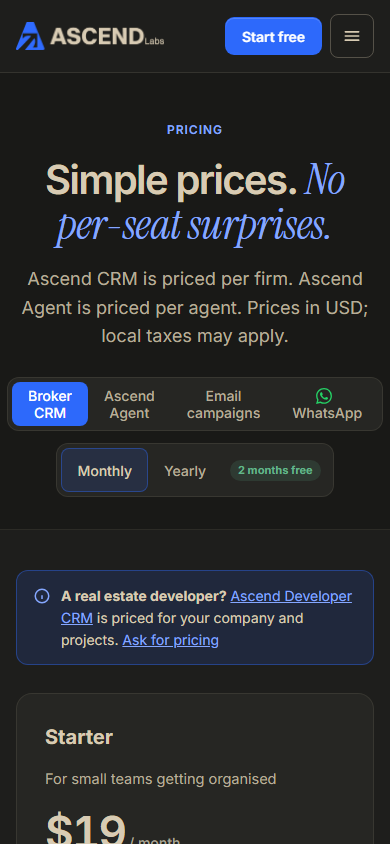 ASCEND Labs
Start free
PRICING
Simple prices. No
per-seat surprises.
Ascend CRM is priced per firm. Ascend
Agent is priced per agent. Prices in USD;
local taxes may apply.
Broker
CRM
Ascend
Agent
Email
campaigns
WhatsApp
Monthly
Yearly
2 months free
A real estate developer? Ascend Developer
CRM is priced for your company and
projects. Ask for pricing
Starter
For small teams getting organised
$19 / month